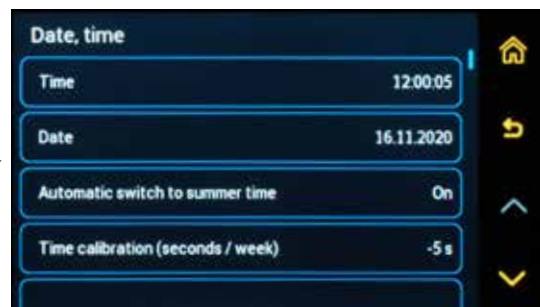 Date, time
Time 12:00:05
Date 16.11.2020
Automatic switch to summer time On
Time calibration (seconds / week) -5 s